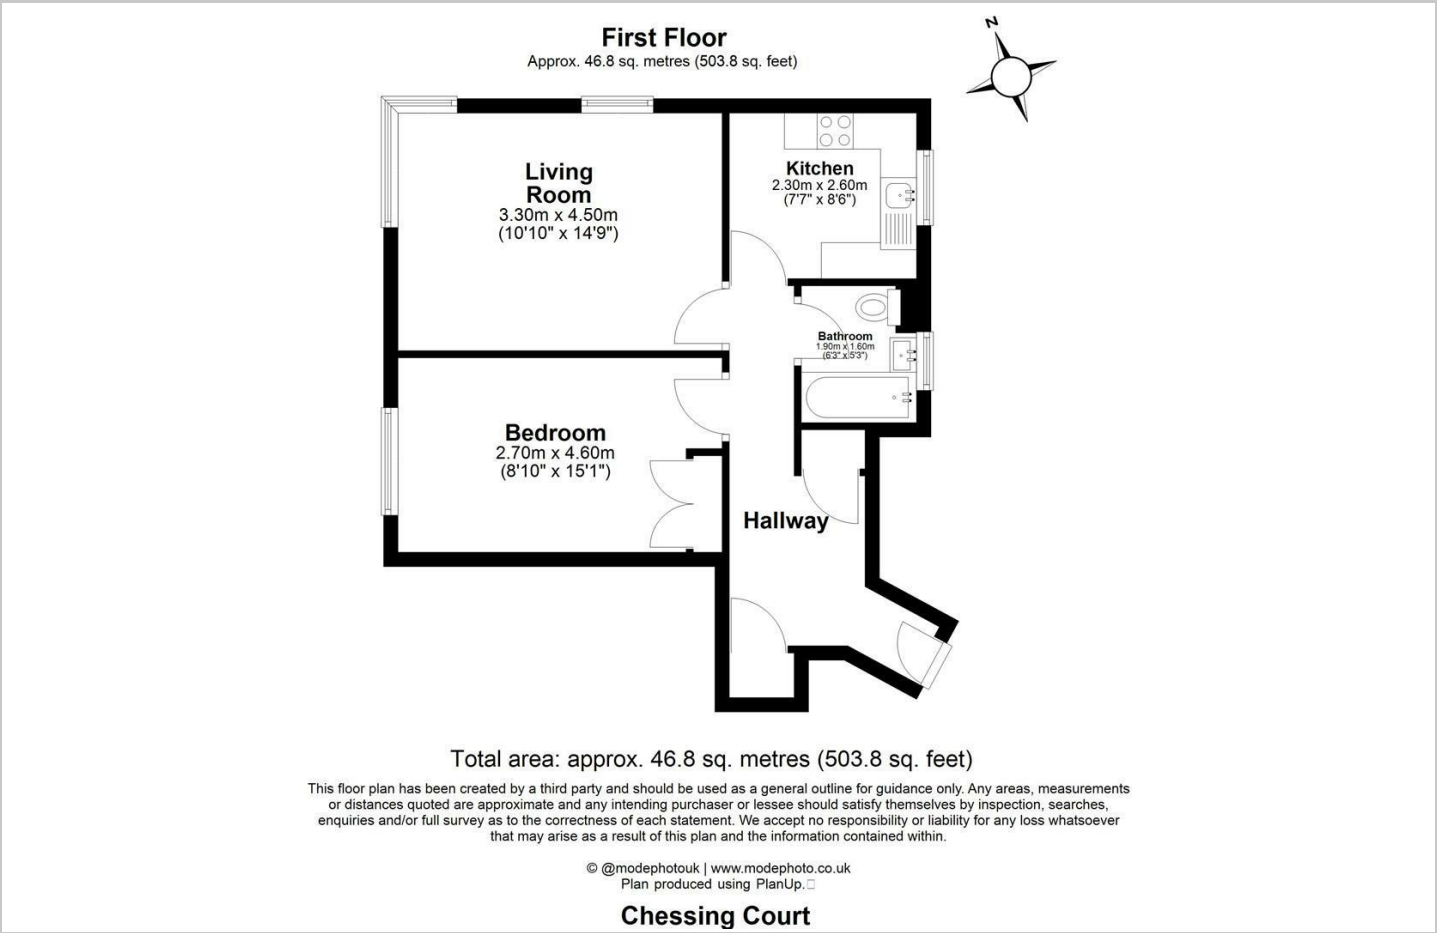 N
First Floor
Approx. 46.8 sq. metres (503.8 sq. feet)
Living
Room
3.30m x 4.50m
(10'10" x 14'9")
Kitchen
2.30m x 2.60m
(7'7" x 8'6")
Bathroom
1.90m x 1.60m
(6'3" x 5'3")
Bedroom
2.70m x 4.60m
(8'10" x 15'1")
Hallway
Total area: approx. 46.8 sq. metres (503.8 sq. feet)
This floor plan has been created by a third party and should be used as a general outline for guidance only. Any areas, measurements
or distances quoted are approximate and any intending purchaser or lessee should satisfy themselves by inspection, searches,
enquiries and/or full survey as to the correctness of each statement. We accept no responsibility or liability for any loss whatsoever
that may arise as a result of this plan and the information contained within.
© @modephotouk | www.modephoto.co.uk
Plan produced using PlanUp.
Chessing Court